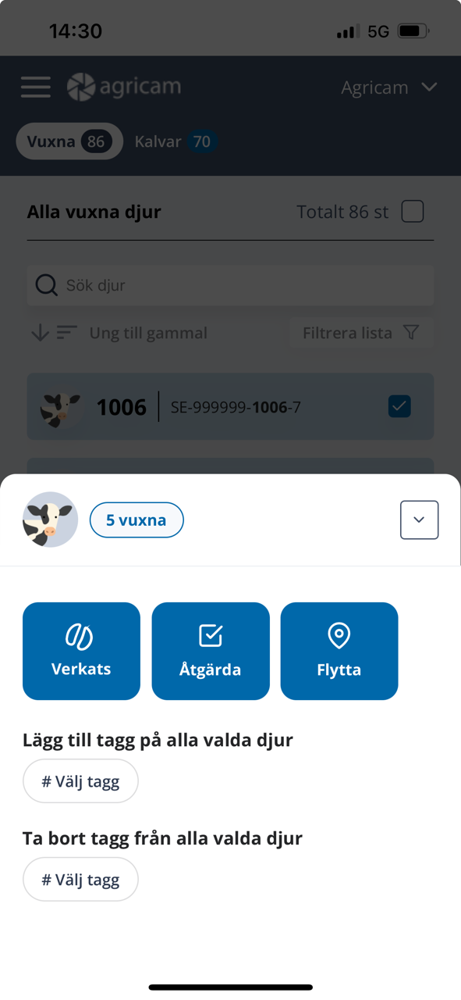 14:30 5G
agricam Agricam
Vuxna 86 Kalvar 70
Alla vuxna djur Totalt 86 st
Sök djur
Ung till gammal Filtrera lista
1006 SE-999999-1006-7
5 vuxna
Verkats Åtgärda Flytta
Lägg till tagg på alla valda djur
# Välj tagg
Ta bort tagg från alla valda djur
# Välj tagg